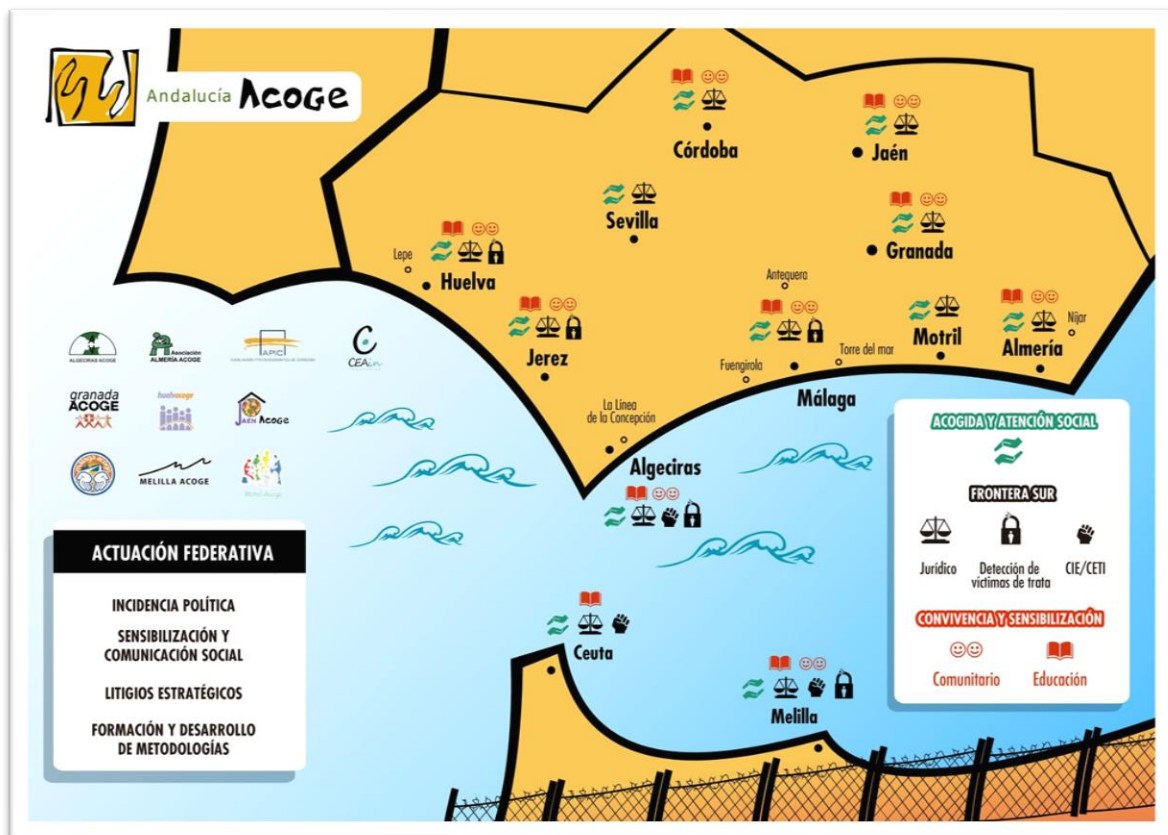 Andalucía Acoge
Córdoba
Jaén
Sevilla
Granada
Lepe
Huelva
Antequera
Jerez
Motril
Almería
Níjar
Fuengirola
Torre del mar
Málaga
La Línea
de la Concepción
Algeciras
Ceuta
Melilla
ALGECIRAS ACOGE
Asociación
ALMERÍA ACOGE
APIC
CEAin
granada
ACOGE
huelvacoge
JAÉN Acoge
MELILLA ACOGE
Motril Acoge
ACTUACIÓN FEDERATIVA
INCIDENCIA POLÍTICA
SENSIBILIZACIÓN Y
COMUNICACIÓN SOCIAL
LITIGIOS ESTRATÉGICOS
FORMACIÓN Y DESARROLLO
DE METODOLOGÍAS
ACOGIDA Y ATENCIÓN SOCIAL
FRONTERA SUR
Jurídico
Detección de
víctimas de trata
CIE/CETI
CONVIVENCIA Y SENSIBILIZACIÓN
Comunitario
Educación